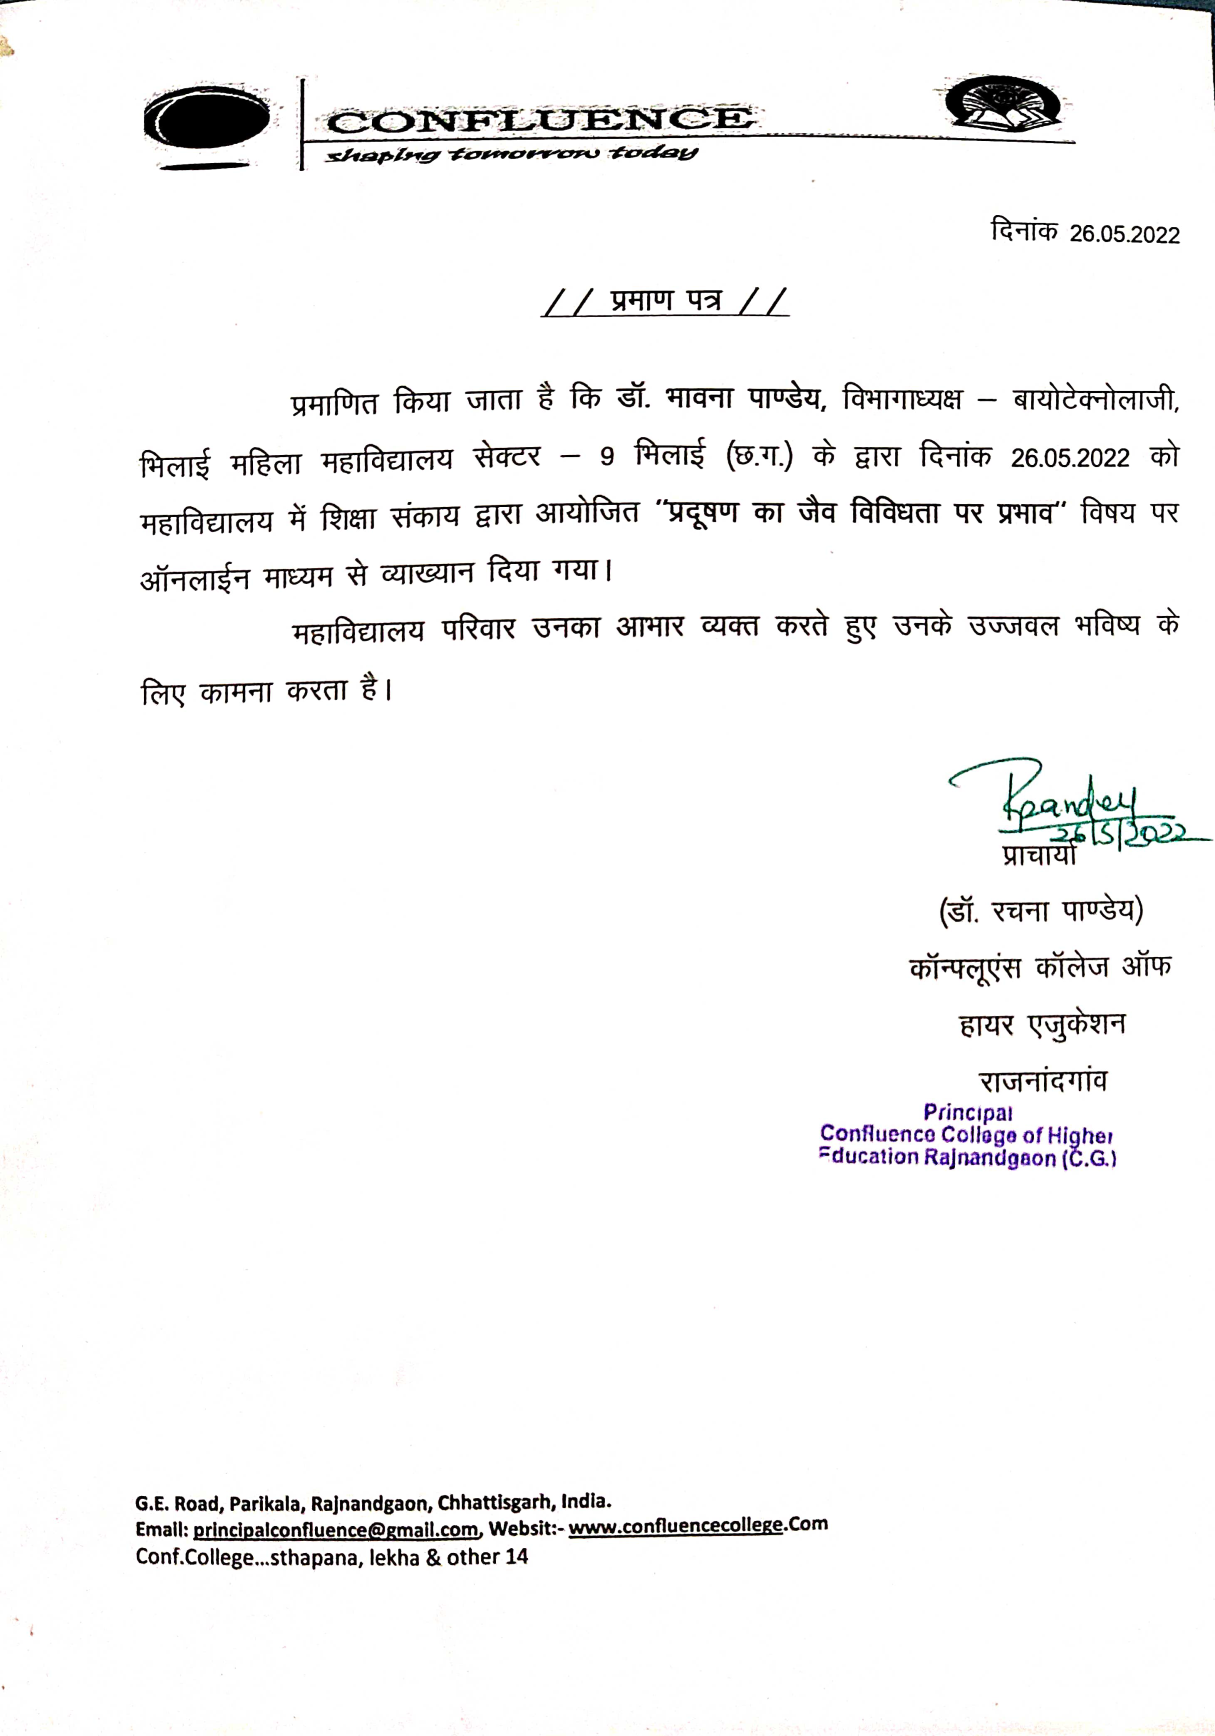 CONFLUENCE
shaping tomorrow today
दिनांक 26.05.2022
// प्रमाण पत्र //
प्रमाणित किया जाता है कि डॉ. भावना पाण्डेय, विभागाध्यक्ष – बायोटेक्नोलाजी,
भिलाई महिला महाविद्यालय सेक्टर – 9 भिलाई (छ.ग.) के द्वारा दिनांक 26.05.2022 को
महाविद्यालय में शिक्षा संकाय द्वारा आयोजित "प्रदूषण का जैव विविधता पर प्रभाव" विषय पर
ऑनलाईन माध्यम से व्याख्यान दिया गया।
महाविद्यालय परिवार उनका आभार व्यक्त करते हुए उनके उज्जवल भविष्य के
लिए कामना करता है।
Rpandey
26/5/2022
प्राचार्या
(डॉ. रचना पाण्डेय)
कॉन्फ्लूएंस कॉलेज ऑफ
हायर एजुकेशन
राजनांदगांव
Principal
Confluence College of Higher
Education Rajnandgaon (C.G.)
G.E. Road, Parikala, Rajnandgaon, Chhattisgarh, India.
Email: principalconfluence@gmail.com, Websit:- www.confluencecollege.Com
Conf.College...sthapana, lekha & other 14